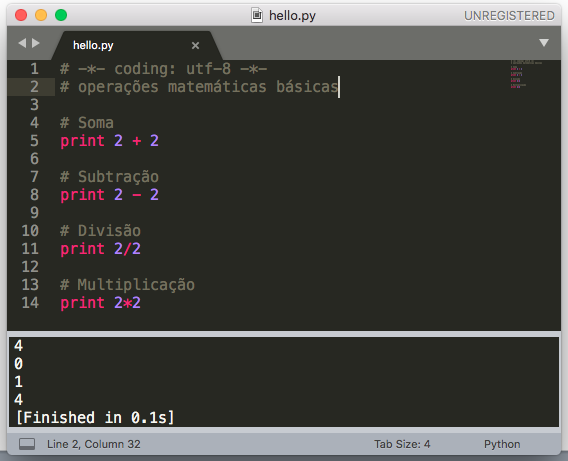 hello.py
UNREGISTERED
hello.py
1 # -*- coding: utf-8 -*-
2 # operações matemáticas básicas
3
4 # Soma
5 print 2 + 2
6
7 # Subtração
8 print 2 - 2
9
10 # Divisão
11 print 2/2
12
13 # Multiplicação
14 print 2*2
4
0
1
4
[Finished in 0.1s]
Line 2, Column 32
Tab Size: 4
Python